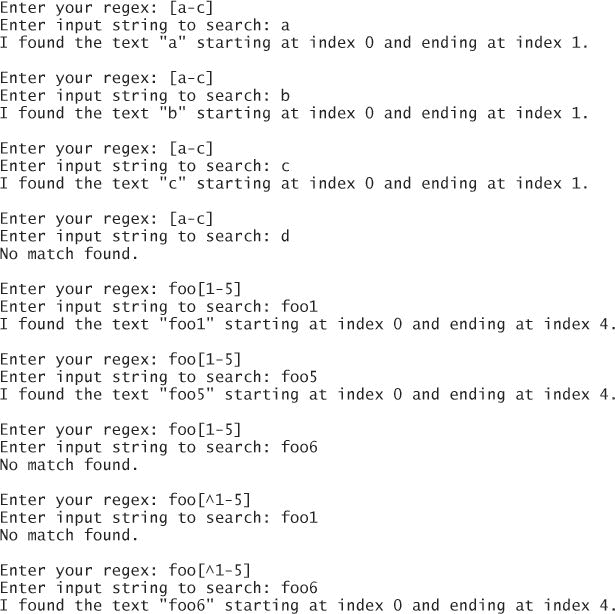 Enter your regex: [a-c]
Enter input string to search: a
I found the text "a" starting at index 0 and ending at index 1.
Enter your regex: [a-c]
Enter input string to search: b
I found the text "b" starting at index 0 and ending at index 1.
Enter your regex: [a-c]
Enter input string to search: c
I found the text "c" starting at index 0 and ending at index 1.
Enter your regex: [a-c]
Enter input string to search: d
No match found.
Enter your regex: foo[1-5]
Enter input string to search: foo1
I found the text "foo1" starting at index 0 and ending at index 4.
Enter your regex: foo[1-5]
Enter input string to search: foo5
I found the text "foo5" starting at index 0 and ending at index 4.
Enter your regex: foo[1-5]
Enter input string to search: foo6
No match found.
Enter your regex: foo[^1-5]
Enter input string to search: foo1
No match found.
Enter your regex: foo[^1-5]
Enter input string to search: foo6
I found the text "foo6" starting at index 0 and ending at index 4.